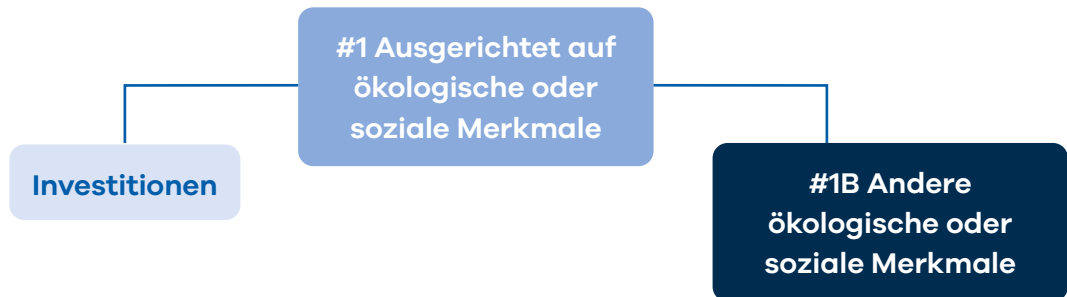 #1 Ausgerichtet auf
ökologische oder
soziale Merkmale
Investitionen
#1B Andere
ökologische oder
soziale Merkmale